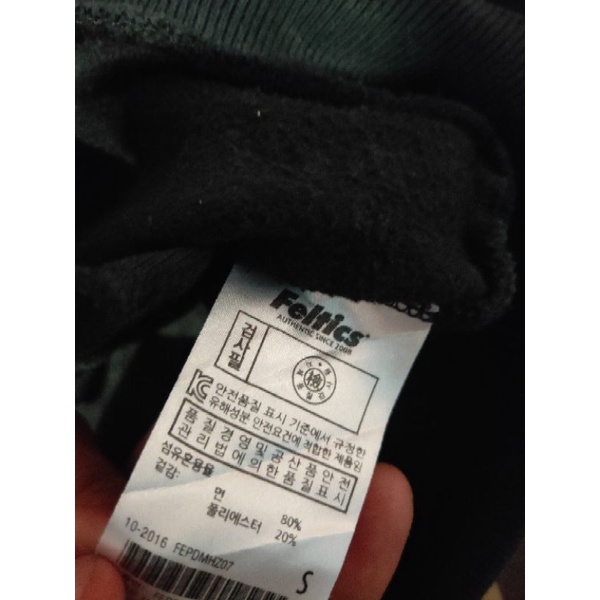 Feltics
AUTHENTIC SINCE 2008
검사필
檢
안전품질 표시 기준에서 규정한
유해성분 안전요건에 적합한 제품임
품질경영및공산품안전
관리법에의한품질표시
섬유혼용율
겉감:
면 80%
폴리에스터 20%
10-2016 FEPDMHZ07
S